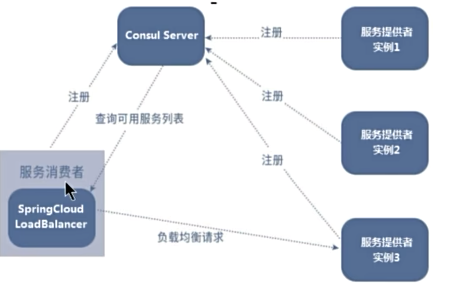 Consul Server
注册
服务提供者
实例1
注册
注册
查询可用服务列表
服务提供者
实例2
注册
服务消费者
SpringCloud
LoadBalancer
负载均衡请求
服务提供者
实例3